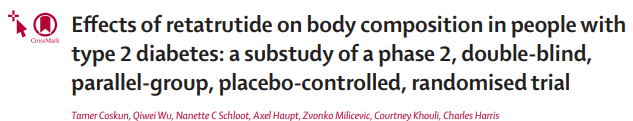 CrossMark
Effects of retatrutide on body composition in people with
type 2 diabetes: a substudy of a phase 2, double-blind,
parallel-group, placebo-controlled, randomised trial
Tamer Coskun, Qiwei Wu, Nanette C Schloot, Axel Haupt, Zvonko Milicevic, Courtney Khouli, Charles Harris